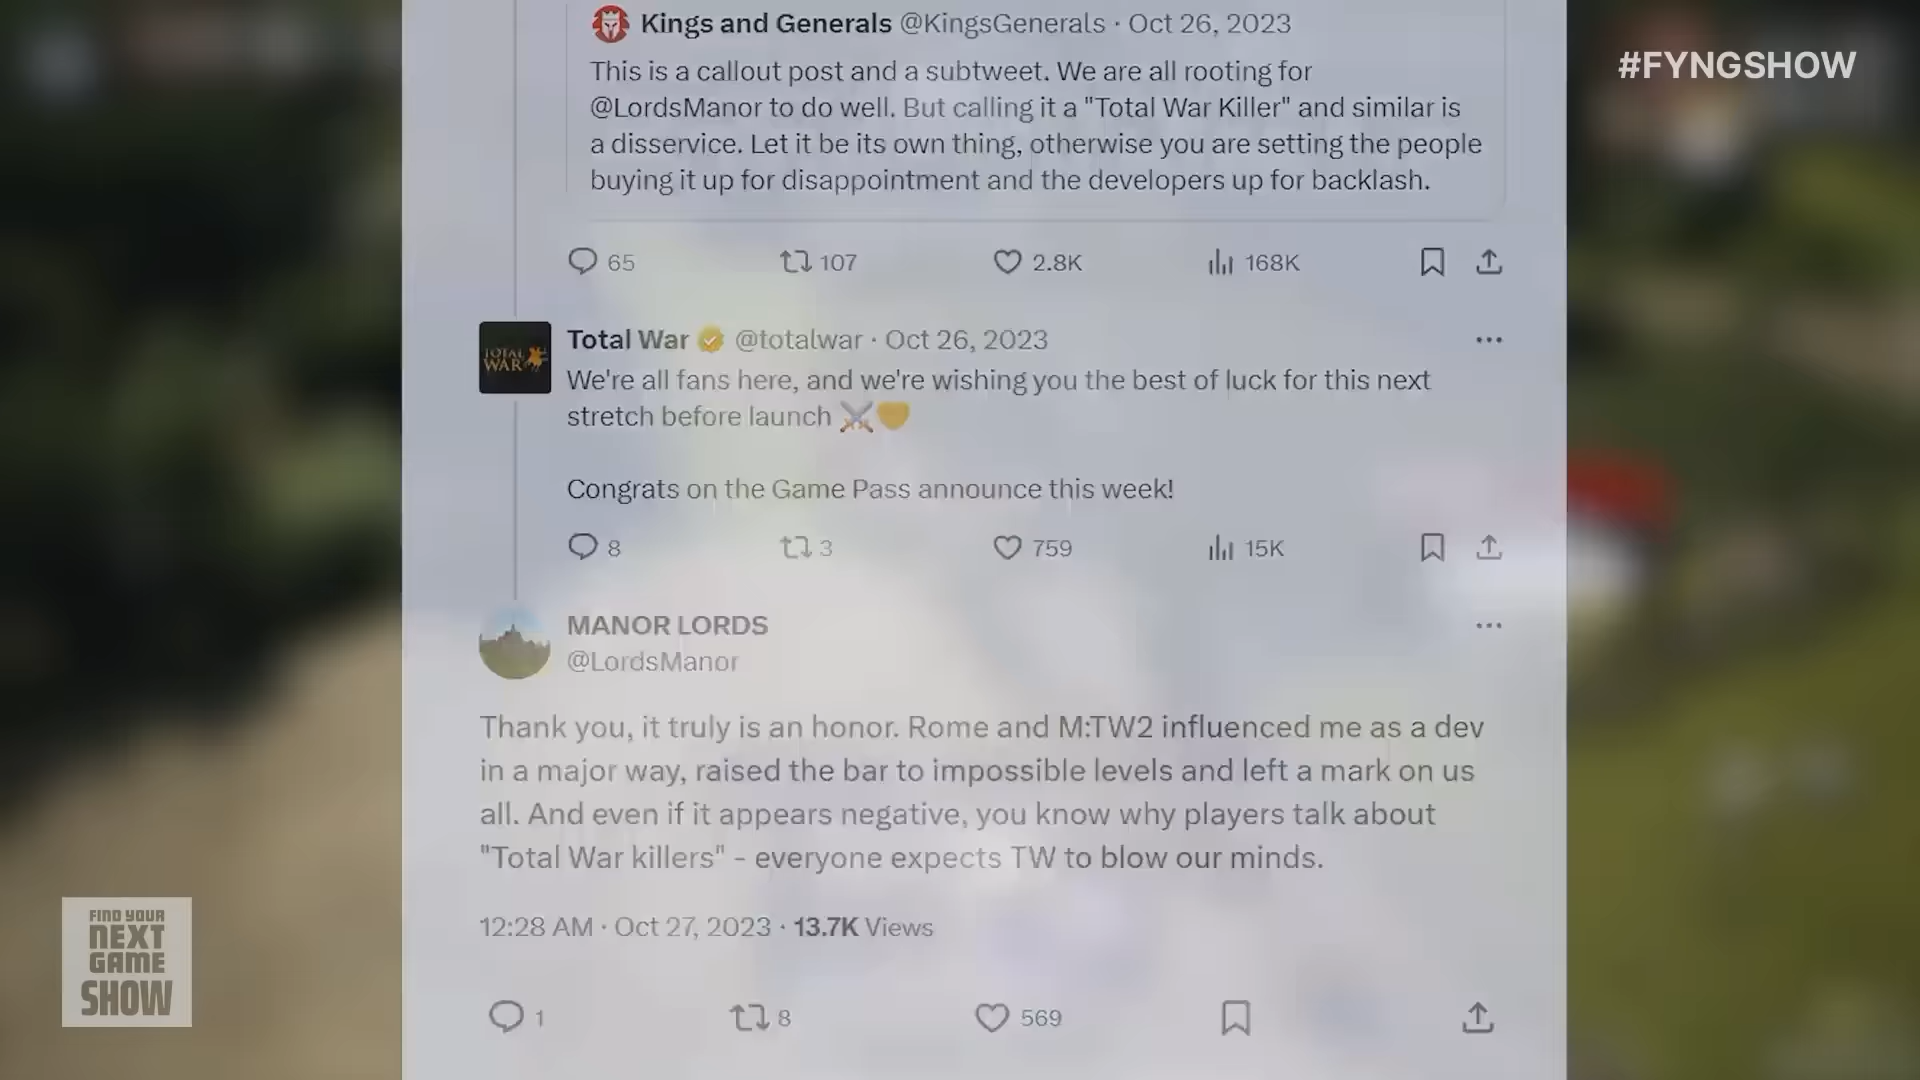 Kings and Generals @KingsGenerals · Oct 26, 2023
#FYNGSHOW
This is a callout post and a subtweet. We are all rooting for
@LordsManor to do well. But calling it a "Total War Killer" and similar is
a disservice. Let it be its own thing, otherwise you are setting the people
buying it up for disappointment and the developers up for backlash.
65 107 2.8K 168K
TOTAL
WAR
Total War @totalwar · Oct 26, 2023
We're all fans here, and we're wishing you the best of luck for this next
stretch before launch ⚔️💛
Congrats on the Game Pass announce this week!
8 3 759 15K
MANOR LORDS
@LordsManor
Thank you, it truly is an honor. Rome and M:TW2 influenced me as a dev
in a major way, raised the bar to impossible levels and left a mark on us
all. And even if it appears negative, you know why players talk about
"Total War killers" - everyone expects TW to blow our minds.
12:28 AM · Oct 27, 2023 · 13.7K Views
1 8 569
FIND YOUR
NEXT
GAME
SHOW